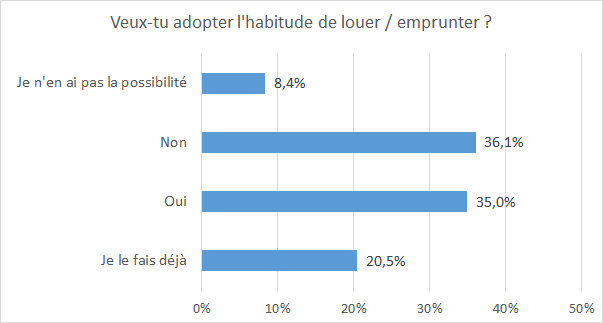 Veux-tu adopter l'habitude de louer / emprunter ?
Je n'en ai pas la possibilité
8,4%
Non
36,1%
Oui
35,0%
Je le fais déjà
20,5%
0% 10% 20% 30% 40% 50%